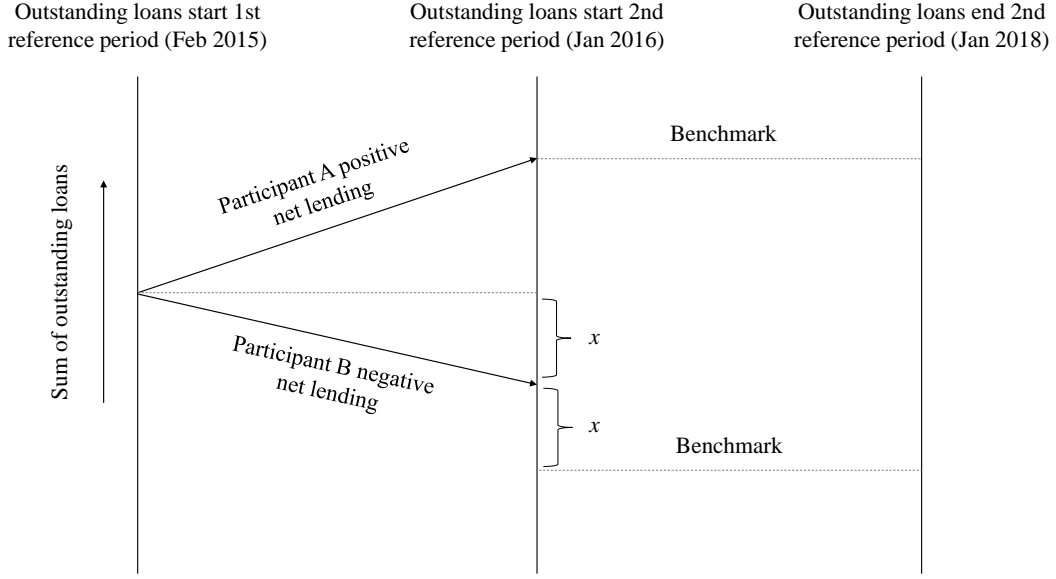 Outstanding loans start 1st
reference period (Feb 2015)
Outstanding loans start 2nd
reference period (Jan 2016)
Outstanding loans end 2nd
reference period (Jan 2018)
Sum of outstanding loans
Participant A positive
net lending
Benchmark
Participant B negative
net lending
x
x
Benchmark